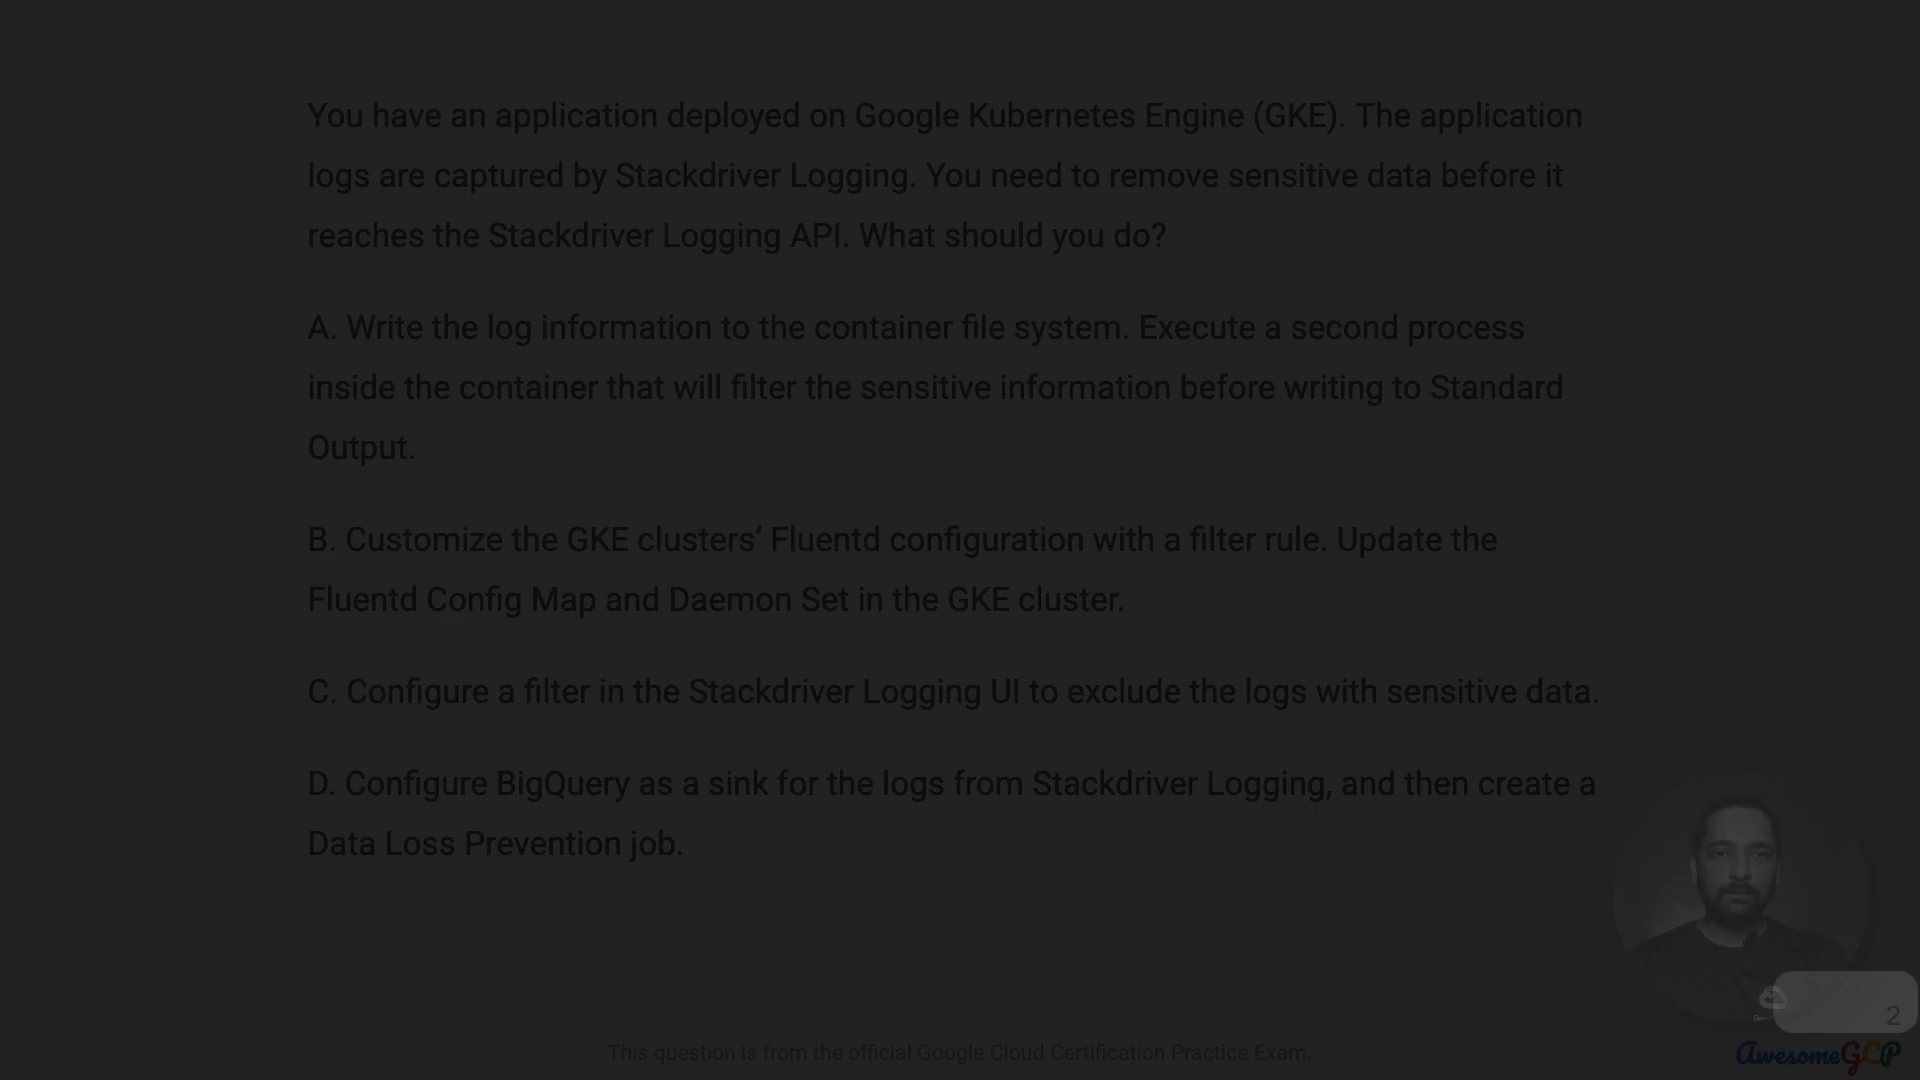 You have an application deployed on Google Kubernetes Engine (GKE). The application
logs are captured by Stackdriver Logging. You need to remove sensitive data before it
reaches the Stackdriver Logging API. What should you do?
A. Write the log information to the container file system. Execute a second process
inside the container that will filter the sensitive information before writing to Standard
Output.
B. Customize the GKE clusters’ Fluentd configuration with a filter rule. Update the
Fluentd Config Map and Daemon Set in the GKE cluster.
C. Configure a filter in the Stackdriver Logging UI to exclude the logs with sensitive data.
D. Configure BigQuery as a sink for the logs from Stackdriver Logging, and then create a
Data Loss Prevention job.
2
This question is from the official Google Cloud Certification Practice Exam.
AwesomeGCP